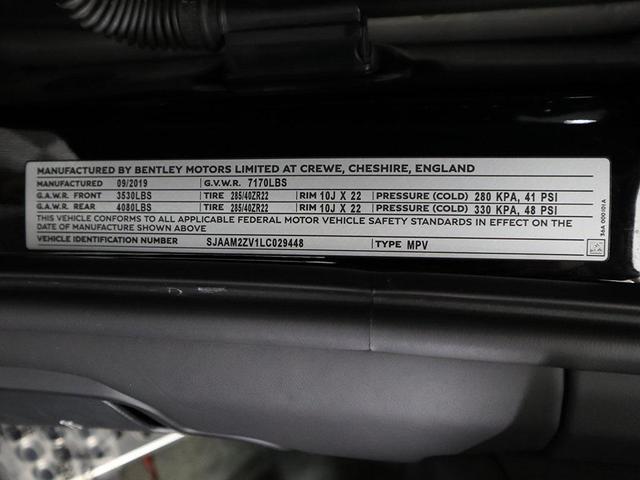 MANUFACTURED BY BENTLEY MOTORS LIMITED AT CREWE, CHESHIRE, ENGLAND
MANUFACTURED 09/2019 G.V.W.R. 7170LBS
G.A.W.R. FRONT 3530LBS TIRE 285/40ZR22 RIM 10J X 22 PRESSURE (COLD) 280 KPA, 41 PSI
G.A.W.R. REAR 4080LBS TIRE 285/40ZR22 RIM 10J X 22 PRESSURE (COLD) 330 KPA, 48 PSI
THIS VEHICLE CONFORMS TO ALL APPLICABLE FEDERAL MOTOR VEHICLE SAFETY STANDARDS IN EFFECT ON THE
DATE OF MANUFACTURE SHOWN ABOVE
VEHICLE IDENTIFICATION NUMBER SJAAM2ZV1LC029448 TYPE MPV
36A 000101A